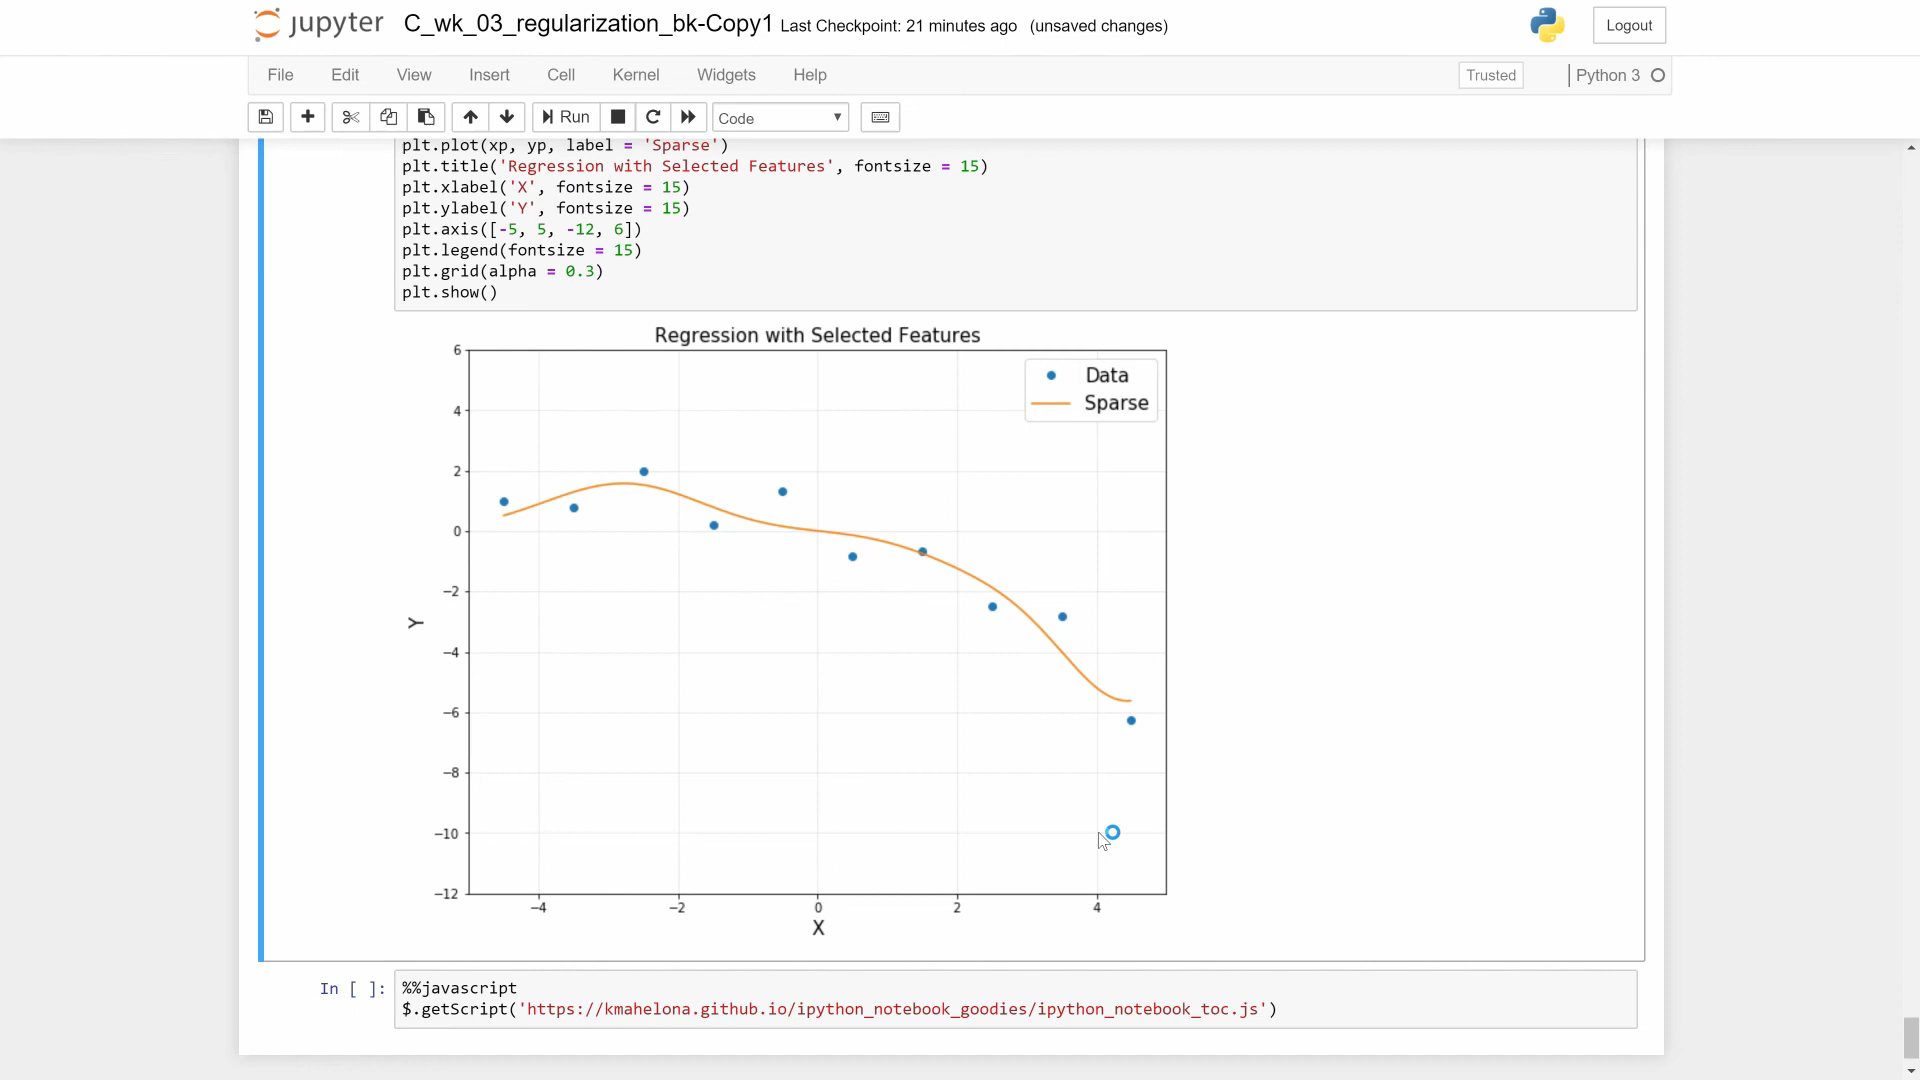 jupyter C_wk_03_regularization_bk-Copy1 Last Checkpoint: 21 minutes ago (unsaved changes) Logout
File Edit View Insert Cell Kernel Widgets Help Trusted Python 3
Run Code
plt.plot(xp, yp, label = 'Sparse')
plt.title('Regression with Selected Features', fontsize = 15)
plt.xlabel('X', fontsize = 15)
plt.ylabel('Y', fontsize = 15)
plt.axis([-5, 5, -12, 6])
plt.legend(fontsize = 15)
plt.grid(alpha = 0.3)
plt.show()
Regression with Selected Features
6
Data
Sparse
4
2
0
−2
Y
−4
−6
−8
−10
−12
−4 −2 0 2 4
X
In [ ]: %%javascript
$.getScript('https://kmahelona.github.io/ipython_notebook_goodies/ipython_notebook_toc.js')